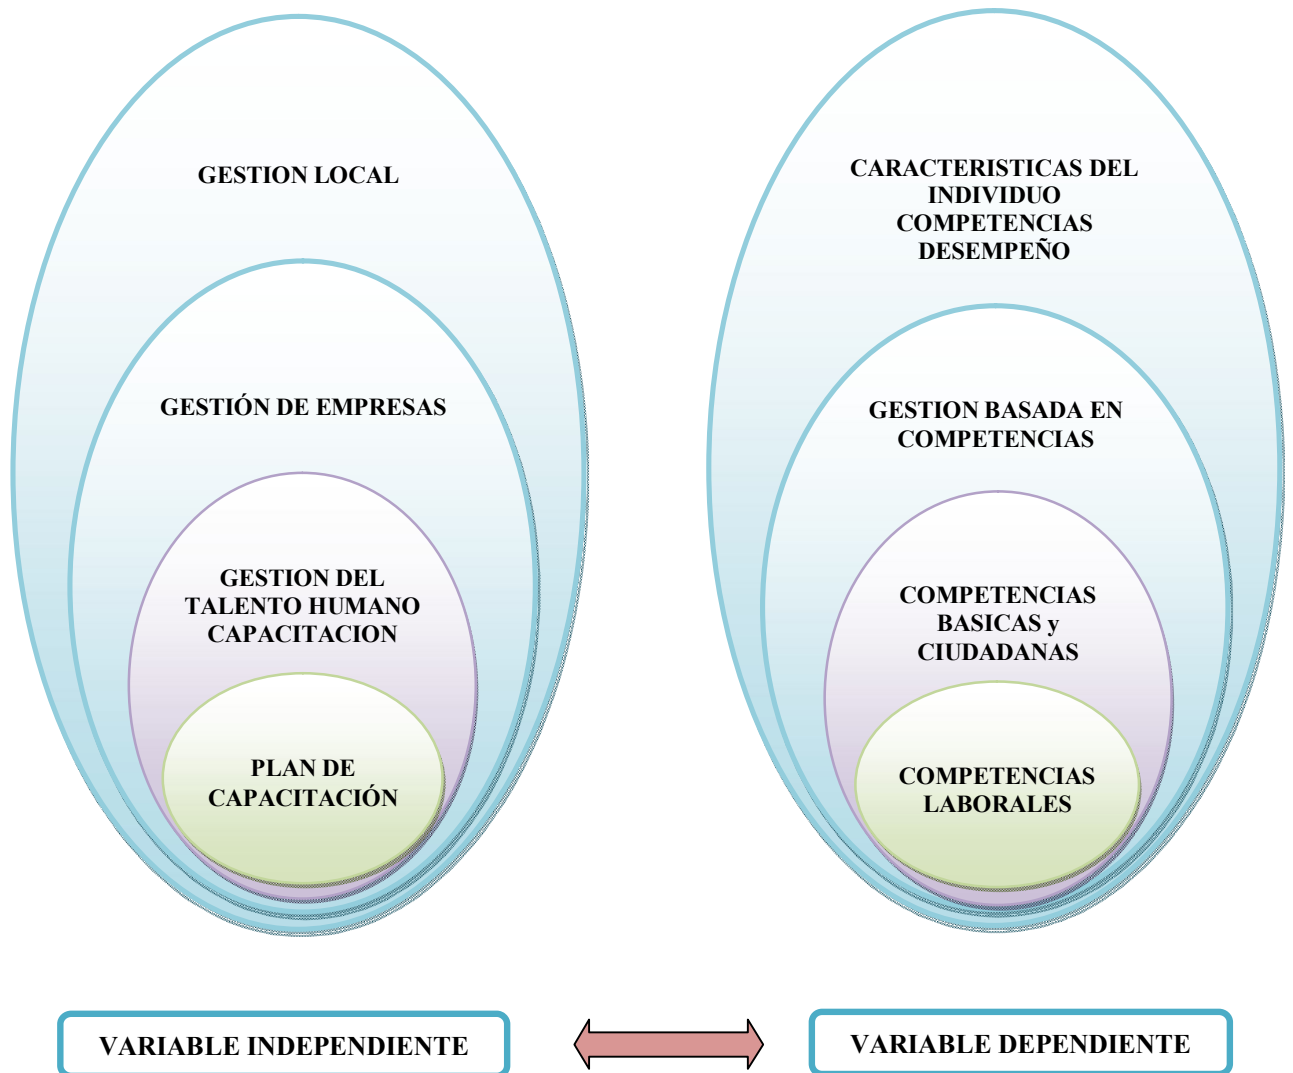 GESTION LOCAL
GESTIÓN DE EMPRESAS
GESTION DEL
TALENTO HUMANO
CAPACITACION
PLAN DE
CAPACITACIÓN
CARACTERISTICAS DEL
INDIVIDUO
COMPETENCIAS
DESEMPEÑO
GESTION BASADA EN
COMPETENCIAS
COMPETENCIAS
BASICAS y
CIUDADANAS
COMPETENCIAS
LABORALES
VARIABLE INDEPENDIENTE
VARIABLE DEPENDIENTE